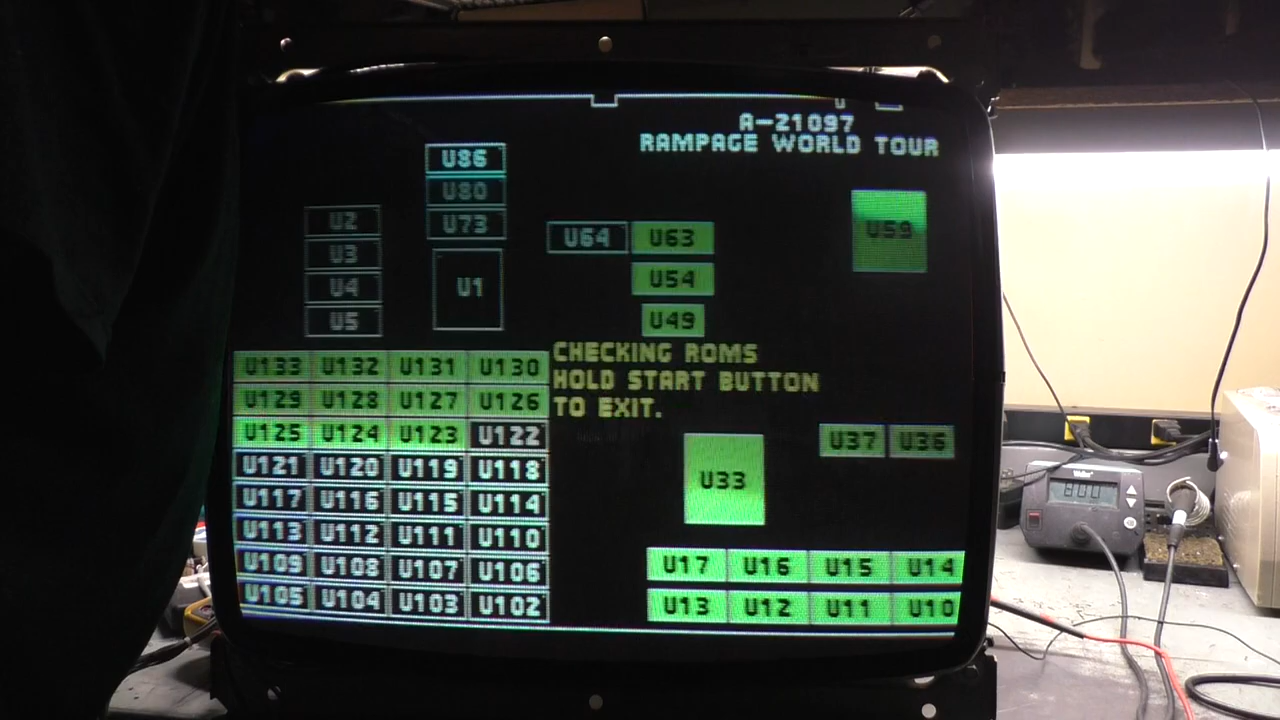 A-21097
RAMPAGE WORLD TOUR
U86
U80
U2
U73
U59
U3
U64
U63
U4
U1
U54
U5
U49
CHECKING ROMS
HOLD START BUTTON
TO EXIT.
U133 U132 U131 U130
U129 U128 U127 U126
U125 U124 U123 U122
U37 U36
U121 U120 U119 U118
U33
U117 U116 U115 U114
U113 U112 U111 U110
U109 U108 U107 U106
U17 U16 U15 U14
U105 U104 U103 U102
U13 U12 U11 U10
Weller
800